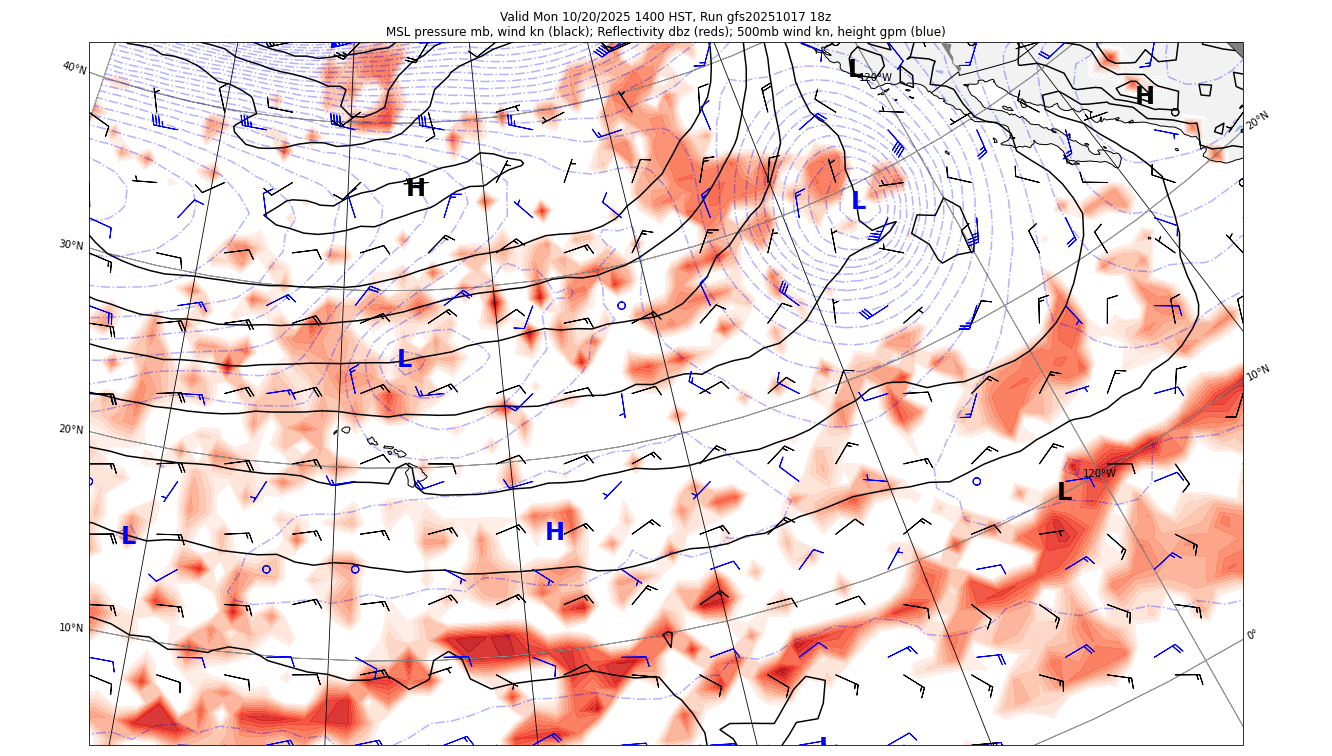 Valid Mon 10/20/2025 1400 HST, Run gfs20251017 18z
MSL pressure mb, wind kn (black); Reflectivity dbz (reds); 500mb wind kn, height gpm (blue)
40°N
L
120°W
H
20°N
H
L
30°N
L
10°N
20°N
120°W
L
L
H
10°N
0°
L